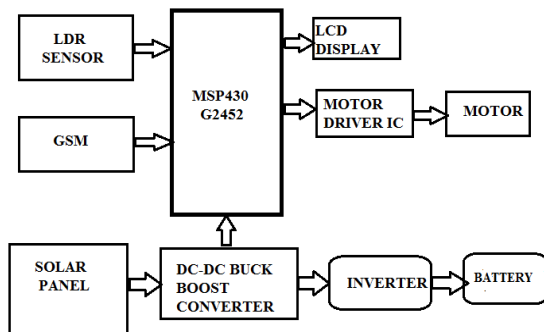 LDR
SENSOR
GSM
MSP430
G2452
LCD
DISPLAY
MOTOR
DRIVER IC
MOTOR
SOLAR
PANEL
DC-DC BUCK
BOOST
CONVERTER
INVERTER
BATTERY